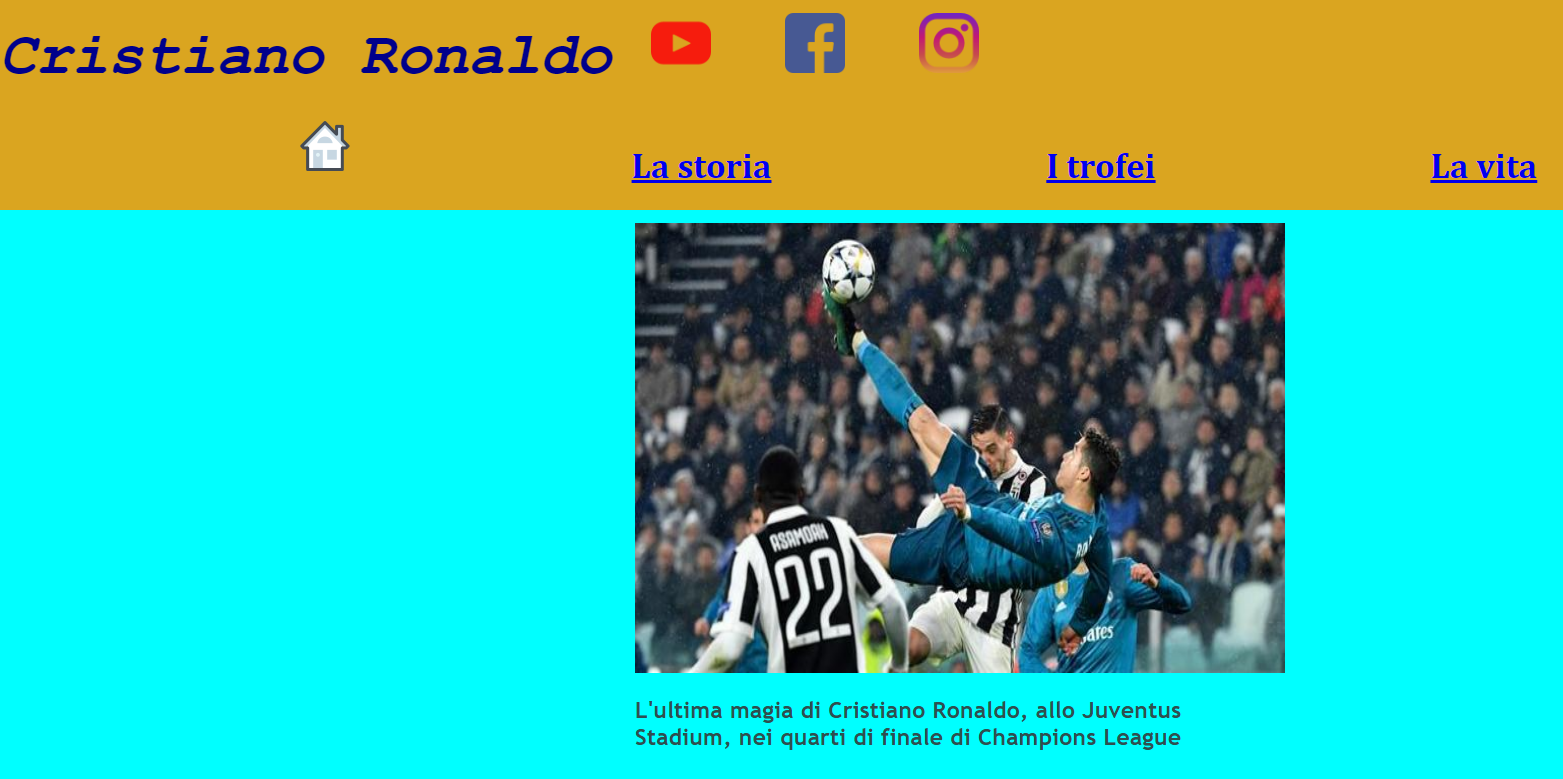 Cristiano Ronaldo
La storia
I trofei
La vita
ASAMOAH
22
L'ultima magia di Cristiano Ronaldo, allo Juventus
Stadium, nei quarti di finale di Champions League